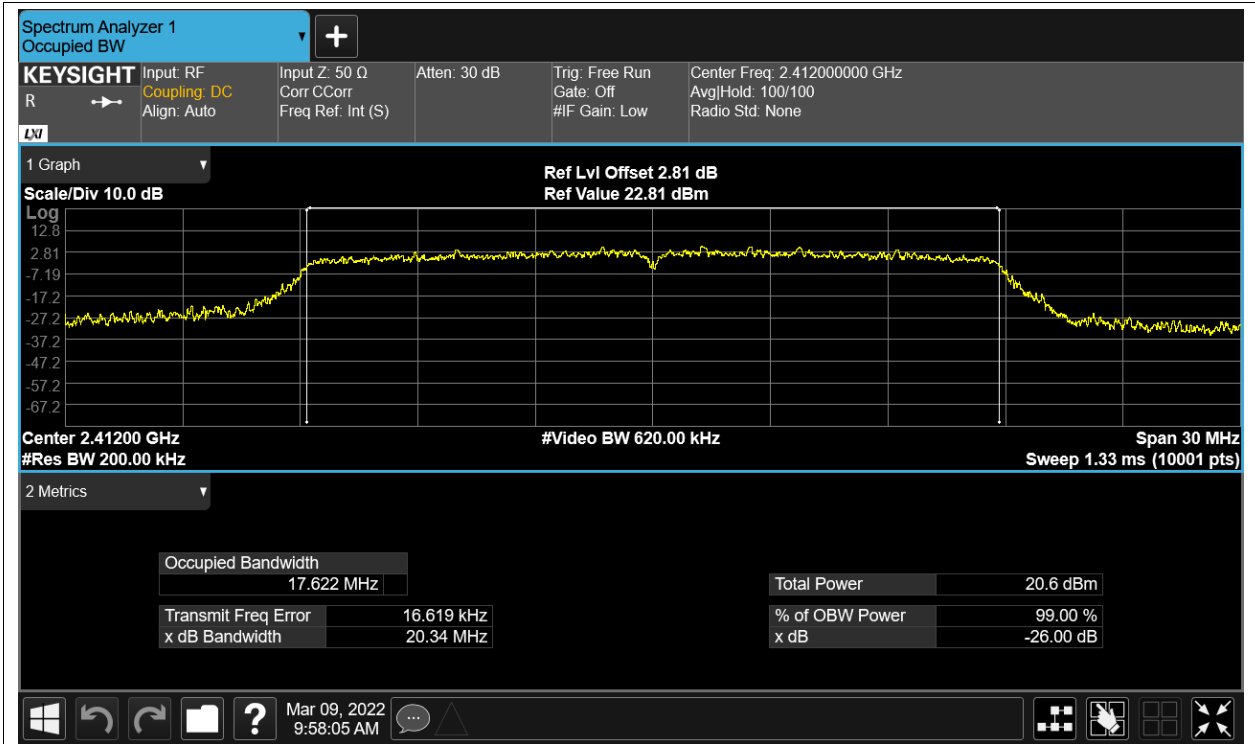 Spectrum Analyzer 1
Occupied BW
▼
+
KEYSIGHT
R
LXI
Input: RF
Coupling: DC
Align: Auto
Input Z: 50 Ω
Corr CCorr
Freq Ref: Int (S)
Atten: 30 dB
Trig: Free Run
Gate: Off
#IF Gain: Low
Center Freq: 2.412000000 GHz
Avg|Hold: 100/100
Radio Std: None
1 Graph ▼
Scale/Div 10.0 dB
Ref Lvl Offset 2.81 dB
Ref Value 22.81 dBm
Log
12.8
2.81
-7.19
-17.2
-27.2
-37.2
-47.2
-57.2
-67.2
Center 2.41200 GHz
#Video BW 620.00 kHz
Span 30 MHz
#Res BW 200.00 kHz
Sweep 1.33 ms (10001 pts)
2 Metrics ▼
Occupied Bandwidth
17.622 MHz
Transmit Freq Error 16.619 kHz
x dB Bandwidth 20.34 MHz
Total Power 20.6 dBm
% of OBW Power 99.00 %
x dB -26.00 dB
?
Mar 09, 2022
9:58:05 AM